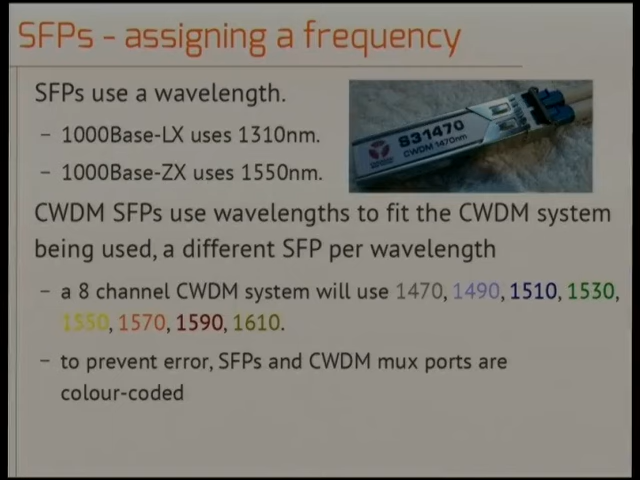 SFPs - assigning a frequency
SFPs use a wavelength.
– 1000Base-LX uses 1310nm.
– 1000Base-ZX uses 1550nm.
S31470
CWDM 1470nm
CWDM SFPs use wavelengths to fit the CWDM system
being used, a different SFP per wavelength
– a 8 channel CWDM system will use 1470, 1490, 1510, 1530,
1550, 1570, 1590, 1610.
– to prevent error, SFPs and CWDM mux ports are
colour-coded